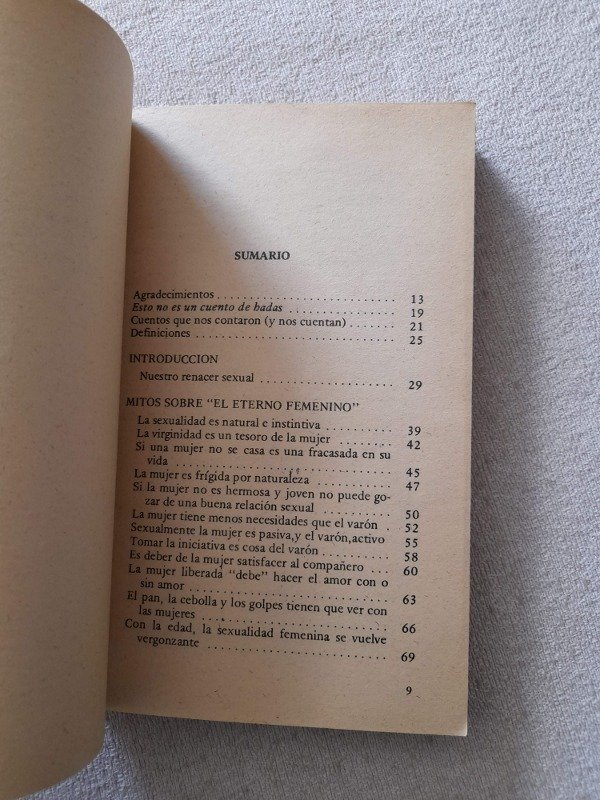 SUMARIO
Agradecimientos . . . . . . . . . . . . . . . . . . . . . . . . . . 13
Esto no es un cuento de hadas . . . . . . . . . . . . . . . 19
Cuentos que nos contaron (y nos cuentan) . . . . . . . 21
Definiciones . . . . . . . . . . . . . . . . . . . . . . . . . . . . . 25
INTRODUCCION
Nuestro renacer sexual . . . . . . . . . . . . . . . . . . . . 29
MITOS SOBRE "EL ETERNO FEMENINO"
La sexualidad es natural e instintiva . . . . . . . . . . 39
La virginidad es un tesoro de la mujer . . . . . . . . 42
Si una mujer no se casa es una fracasada en su
vida . . . . . . . . . . . . . . . . . . . . . . . . . . . . . . . . 45
La mujer es frígida por naturaleza . . . . . . . . . . . 47
Si la mujer no es hermosa y joven no puede go-
zar de una buena relación sexual . . . . . . . . . . . 50
La mujer tiene menos necesidades que el varón . 52
Sexualmente la mujer es pasiva,y el varón,activo 55
Tomar la iniciativa es cosa del varón . . . . . . . . . 58
Es deber de la mujer satisfacer al compañero . . . 60
La mujer liberada "debe" hacer el amor con o
sin amor . . . . . . . . . . . . . . . . . . . . . . . . . . . . . 63
El pan, la cebolla y los golpes tienen que ver con
las mujeres . . . . . . . . . . . . . . . . . . . . . . . . . . . 66
Con la edad, la sexualidad femenina se vuelve
vergonzante . . . . . . . . . . . . . . . . . . . . . . . . . . 69
9